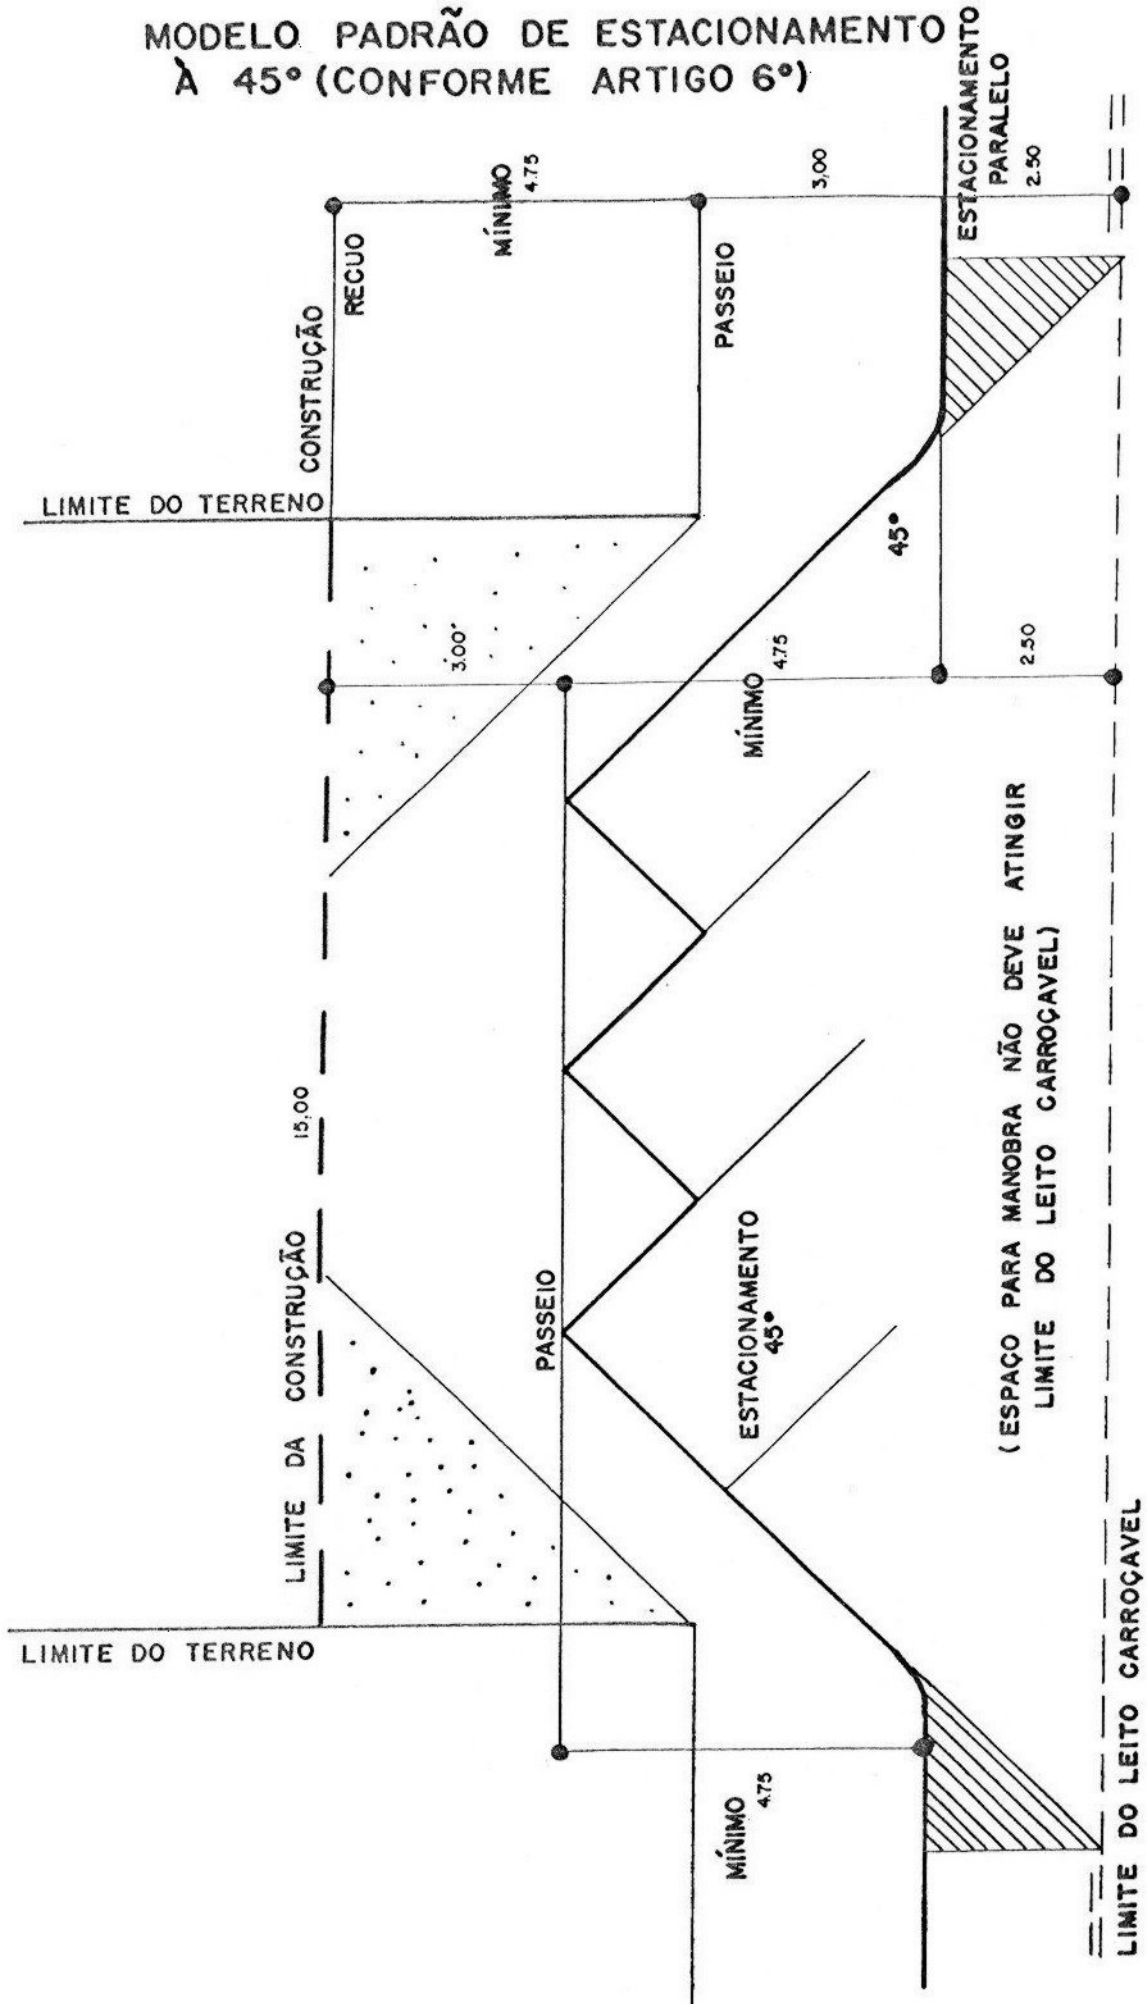 MODELO PADRÃO DE ESTACIONAMENTO
À 45° (CONFORME ARTIGO 6°)
ESTACIONAMENTO
PARALELO
MÍNIMO
4.75
3,00
2.50
RECUO
CONSTRUÇÃO
PASSEIO
LIMITE DO TERRENO
45°
3.00
MÍNIMO
4.75
2.50
15,00
LIMITE DA CONSTRUÇÃO
PASSEIO
ESTACIONAMENTO
45°
(ESPAÇO PARA MANOBRA NÃO DEVE ATINGIR
LIMITE DO LEITO CARROÇAVEL)
LIMITE DO TERRENO
MÍNIMO
4.75
LIMITE DO LEITO CARROÇAVEL